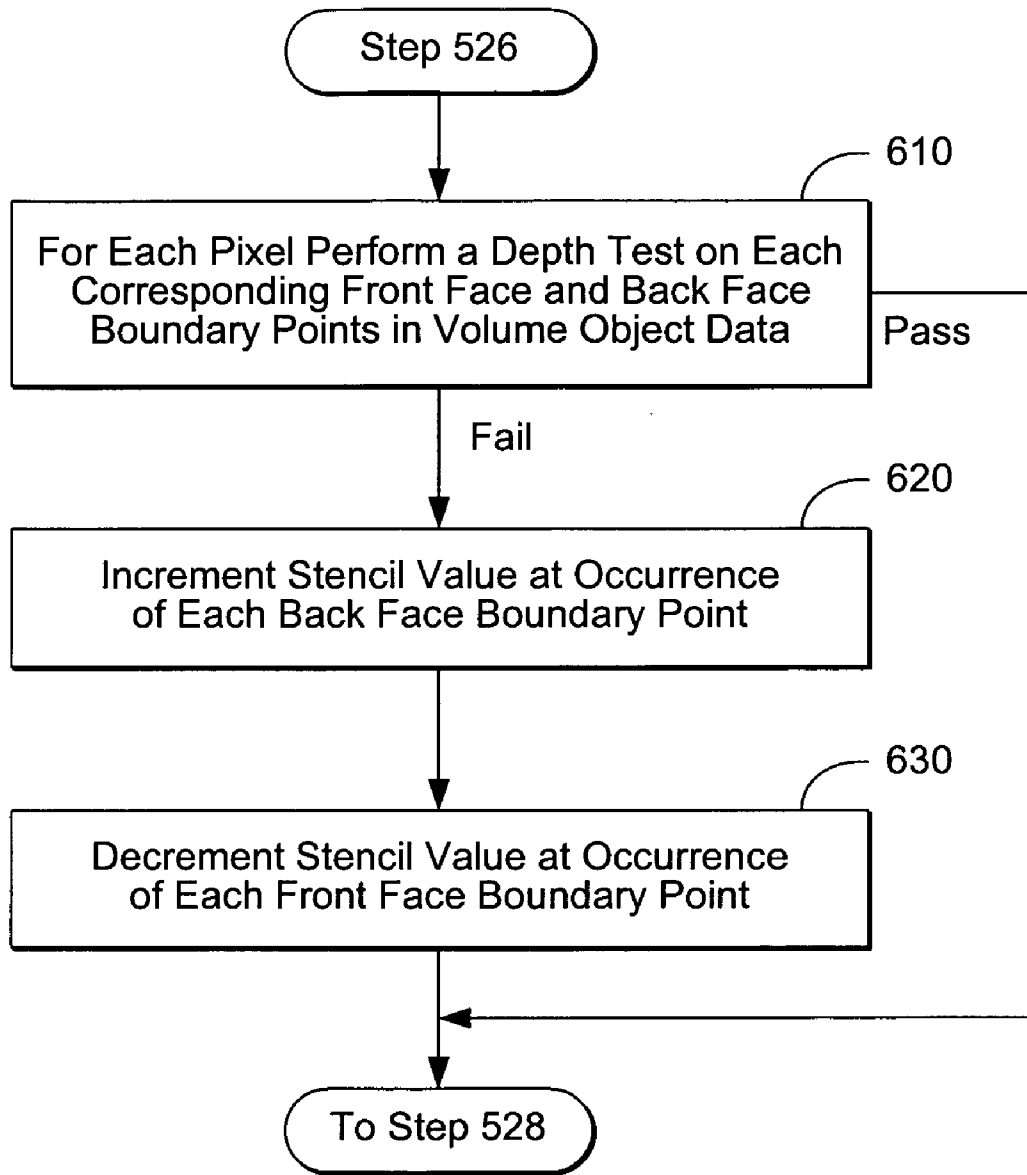 Step 526
610
For Each Pixel Perform a Depth Test on Each
Corresponding Front Face and Back Face
Boundary Points in Volume Object Data
Pass
Fail
620
Increment Stencil Value at Occurrence
of Each Back Face Boundary Point
630
Decrement Stencil Value at Occurrence
of Each Front Face Boundary Point
To Step 528